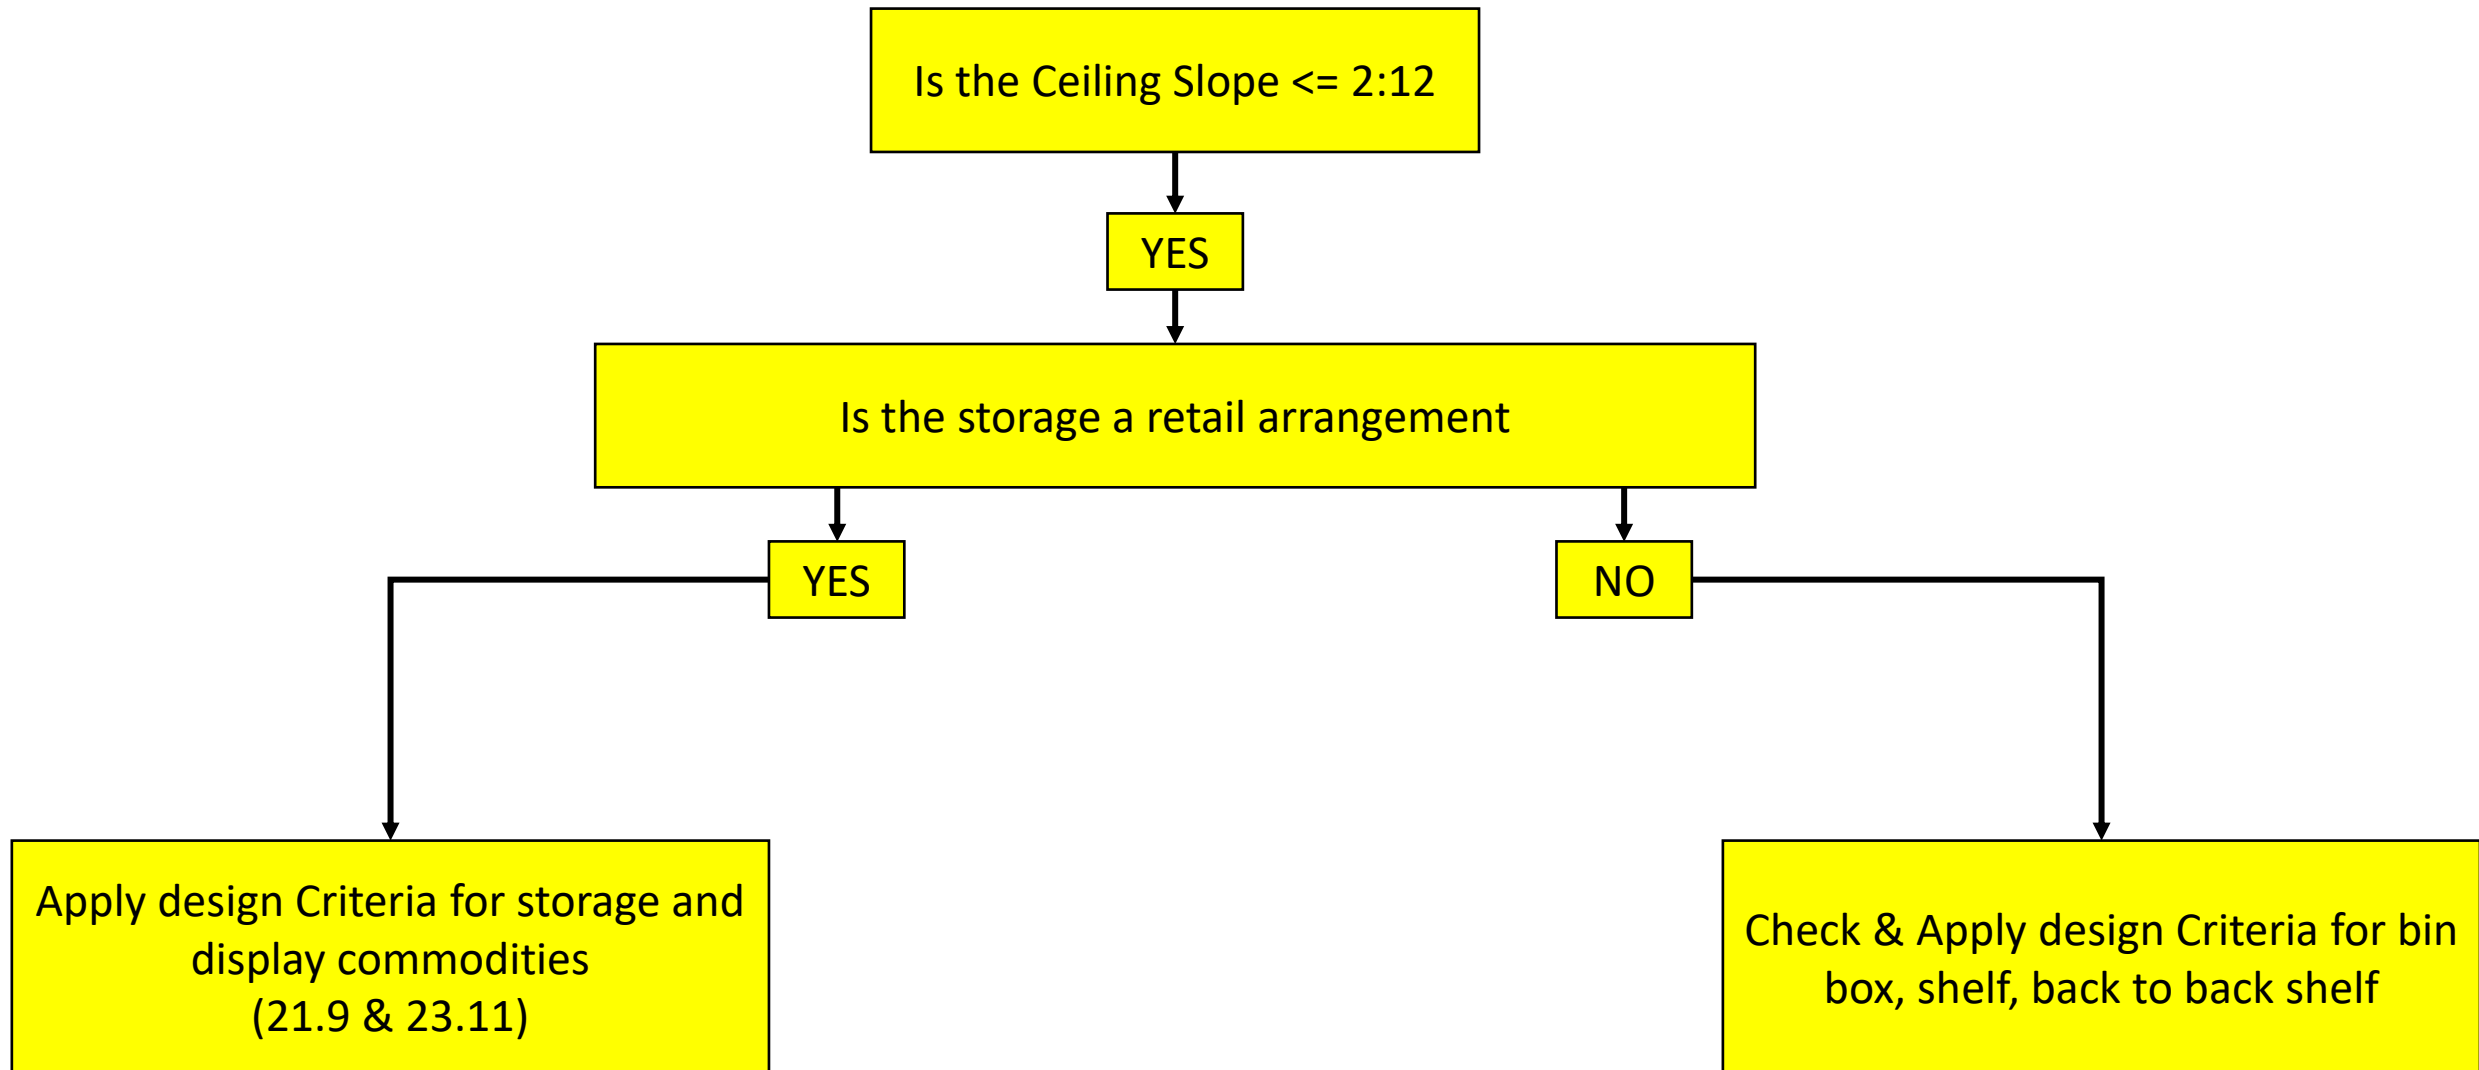 Is the Ceiling Slope <= 2:12
YES
Is the storage a retail arrangement
YES
NO
Apply design Criteria for storage and
display commodities
(21.9 & 23.11)
Check & Apply design Criteria for bin
box, shelf, back to back shelf